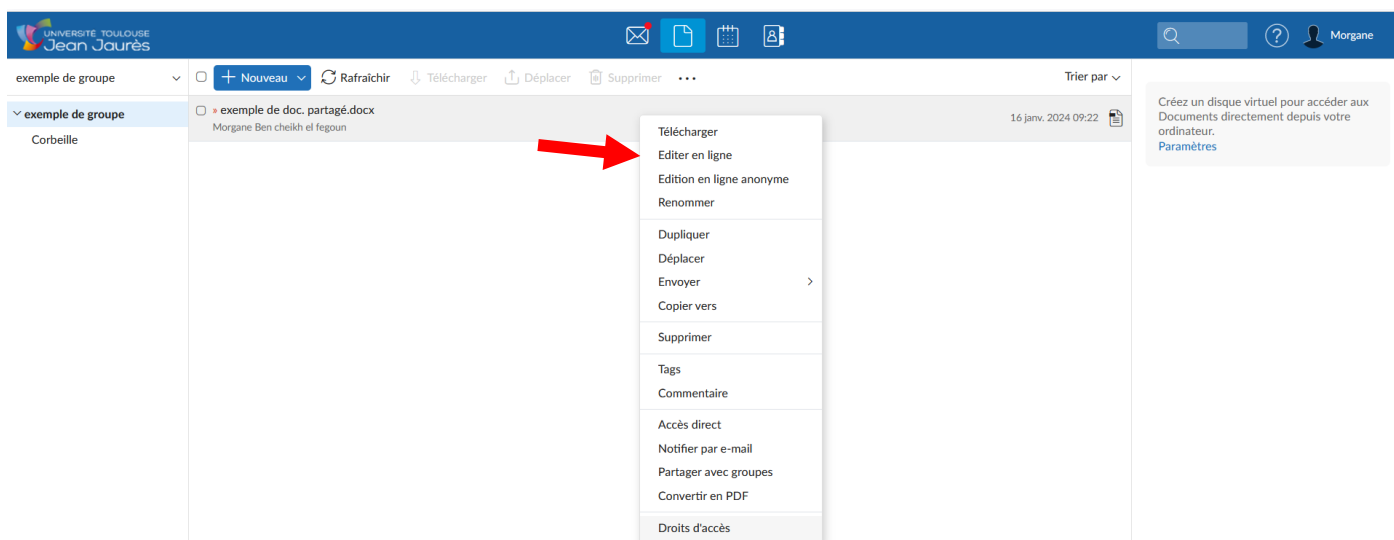 UNIVERSITÉ TOULOUSE
Jean Jaurès
Morgane
exemple de groupe
Nouveau
Rafraîchir
Télécharger
Déplacer
Supprimer
Trier par
exemple de groupe
Corbeille
» exemple de doc. partagé.docx
Morgane Ben cheikh el fegoun
16 janv. 2024 09:22
Télécharger
Editer en ligne
Edition en ligne anonyme
Renommer
Dupliquer
Déplacer
Envoyer
Copier vers
Supprimer
Tags
Commentaire
Accès direct
Notifier par e-mail
Partager avec groupes
Convertir en PDF
Droits d'accès
Créez un disque virtuel pour accéder aux
Documents directement depuis votre
ordinateur.
Paramètres